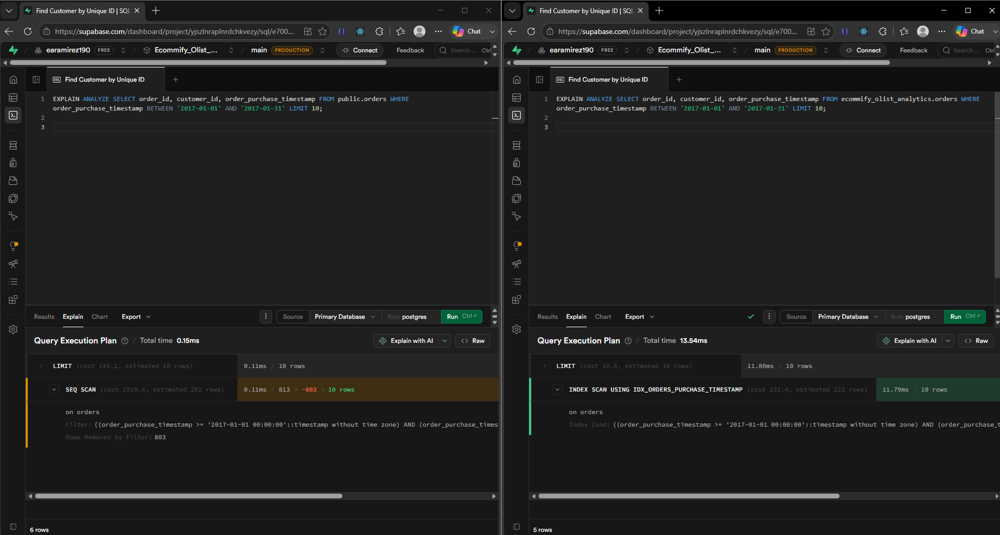 Find Customer by Unique ID | SQL
https://supabase.com/dashboard/project/yjszlnraplnrdchkvezy/sql/e700...
Chat
earamirez190 FREE / Ecommify_Olist_... / main PRODUCTION Connect Feedback Search... Ctrl
SQL Find Customer by Unique ID
1 EXPLAIN ANALYZE SELECT order_id, customer_id, order_purchase_timestamp FROM public.orders WHERE
order_purchase_timestamp BETWEEN '2017-01-01' AND '2017-01-31' LIMIT 10;
2
3
Results Explain Chart Export Source Primary Database Role postgres Run Ctrl
Query Execution Plan / Total time 0.15ms Explain with AI Raw
LIMIT (cost 144.1, estimated 10 rows) 0.11ms / 10 rows
SEQ SCAN (cost 2910.6, estimated 202 rows) 0.11ms / 813 → -803 → 10 rows
on orders
Filter: ((order_purchase_timestamp >= '2017-01-01 00:00:00'::timestamp without time zone) AND (order_purchase_times
Rows Removed by Filter: 803
6 rows
Find Customer by Unique ID | SQL
https://supabase.com/dashboard/project/yjszlnraplnrdchkvezy/sql/e700...
Chat
earamirez190 FREE / Ecommify_Olist_... / main PRODUCTION Connect Feedback Search... Ctrl
SQL Find Customer by Unique ID
1 EXPLAIN ANALYZE SELECT order_id, customer_id, order_purchase_timestamp FROM ecommify_olist_analytics.orders WHERE
order_purchase_timestamp BETWEEN '2017-01-01' AND '2017-01-31' LIMIT 10;
2
3
Results Explain Chart Export Source Primary Database Role postgres Run Ctrl
Query Execution Plan / Total time 13.54ms Explain with AI Raw
LIMIT (cost 10.8, estimated 10 rows) 11.80ms / 10 rows
INDEX SCAN USING IDX_ORDERS_PURCHASE_TIMESTAMP (cost 232.4, estimated 222 rows) 11.79ms / 10 rows
on orders
Index Cond: ((order_purchase_timestamp >= '2017-01-01 00:00:00'::timestamp without time zone) AND (order_purchase_t
5 rows